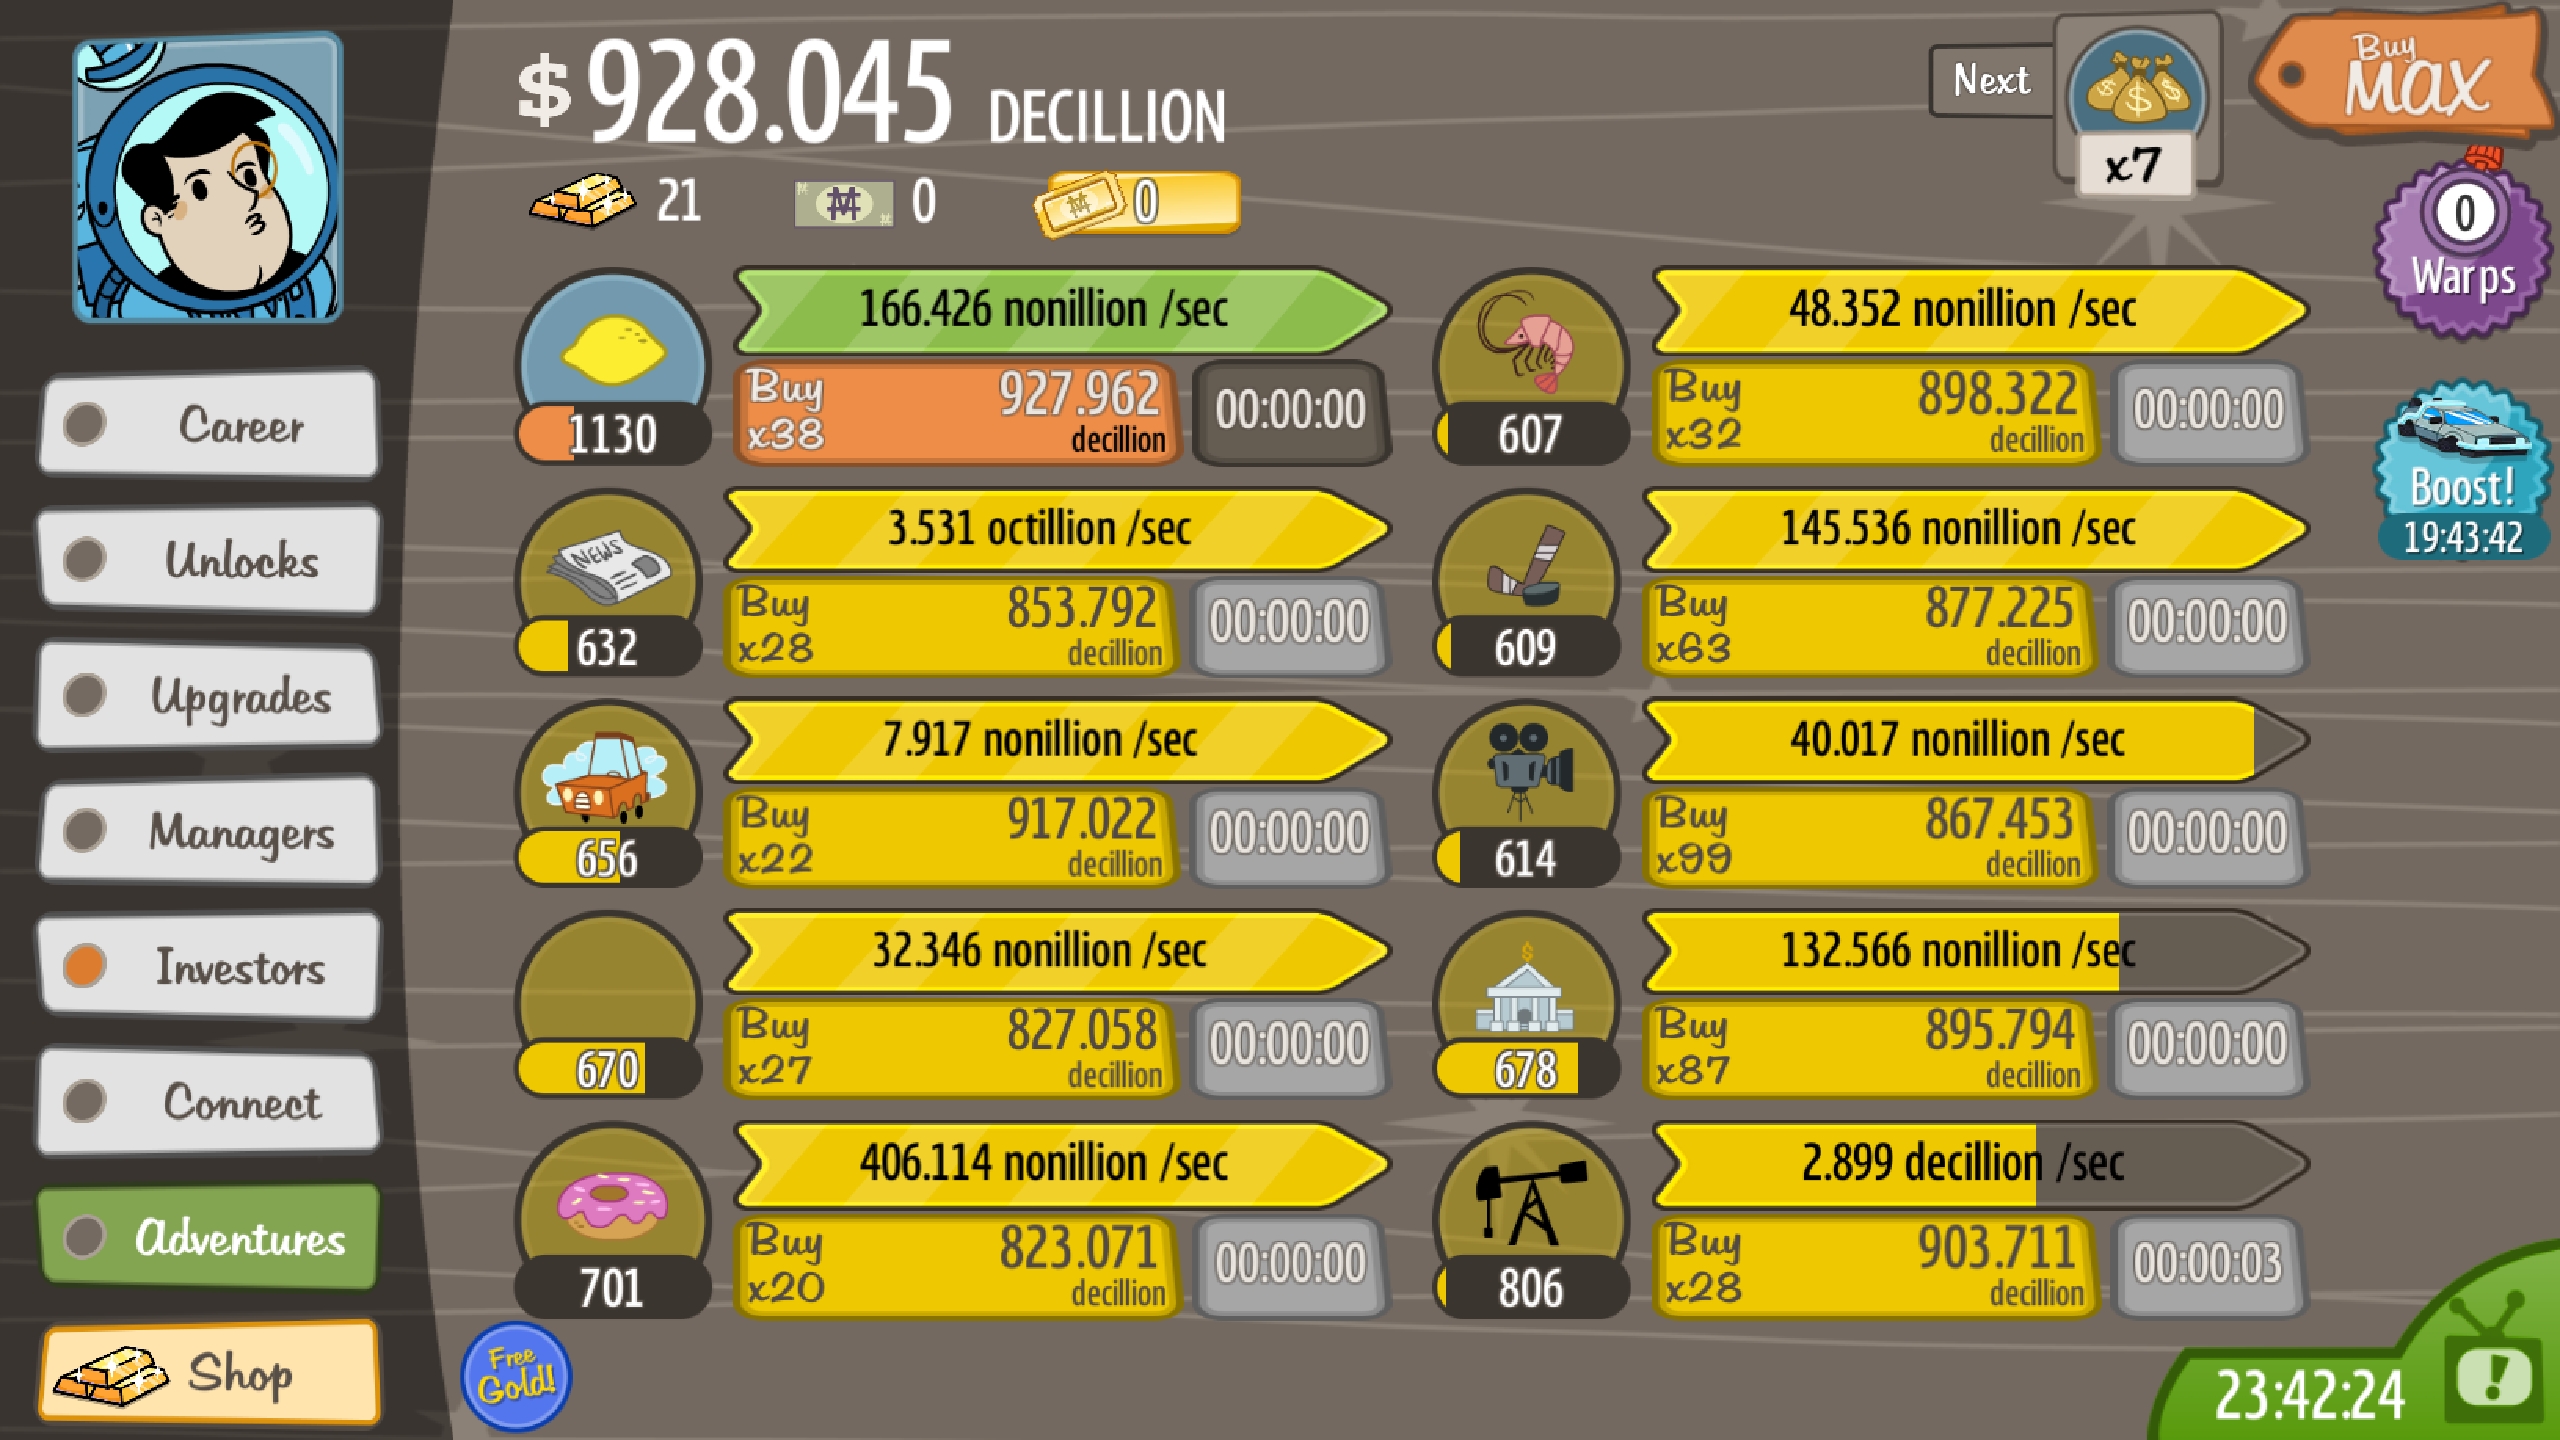 $928.045 DECILLION
21
0
0
Next
x7
Buy
MAX
0
Warps
Boost!
19:43:42
Career
Unlocks
Upgrades
Managers
Investors
Connect
Adventures
Shop
166.426 nonillion /sec
1130
Buy
x38
927.962
decillion
00:00:00
48.352 nonillion /sec
607
Buy
x32
898.322
decillion
00:00:00
NEWS
3.531 octillion /sec
632
Buy
x28
853.792
decillion
00:00:00
145.536 nonillion /sec
609
Buy
x63
877.225
decillion
00:00:00
7.917 nonillion /sec
656
Buy
x22
917.022
decillion
00:00:00
40.017 nonillion /sec
614
Buy
x99
867.453
decillion
00:00:00
32.346 nonillion /sec
670
Buy
x27
827.058
decillion
00:00:00
132.566 nonillion /sec
678
Buy
x87
895.794
decillion
00:00:00
406.114 nonillion /sec
701
Buy
x20
823.071
decillion
00:00:00
2.899 decillion /sec
806
Buy
x28
903.711
decillion
00:00:03
Free
Gold!
23:42:24